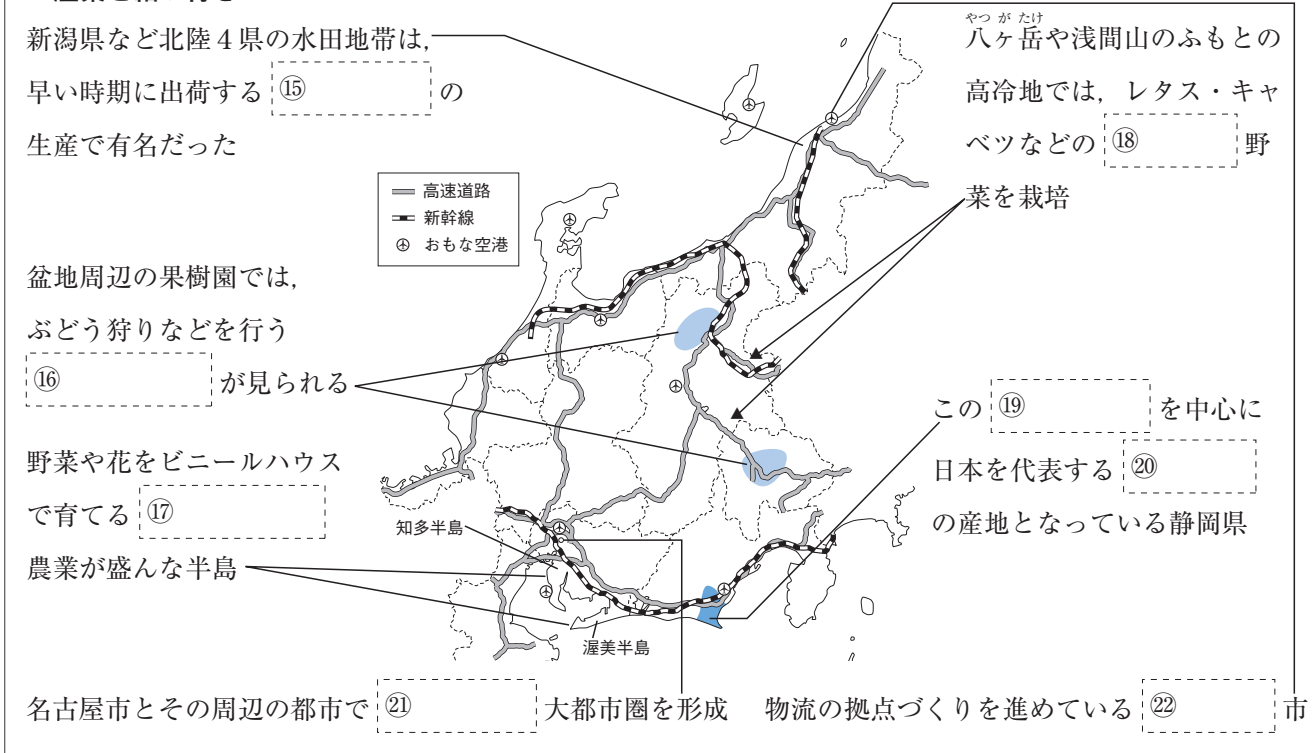 新潟県など北陸４県の水田地帯は，
早い時期に出荷する ⑮ の
生産で有名だった
やつ が たけ
八ヶ岳や浅間山のふもとの
高冷地では，レタス・キャ
ベツなどの ⑱ 野
菜を栽培
高速道路
新幹線
おもな空港
盆地周辺の果樹園では，
ぶどう狩りなどを行う
⑯ が見られる
この ⑲ を中心に
日本を代表する ⑳
の産地となっている静岡県
野菜や花をビニールハウス
で育てる ⑰
農業が盛んな半島
知多半島
渥美半島
名古屋市とその周辺の都市で ㉑ 大都市圏を形成
物流の拠点づくりを進めている ㉒ 市